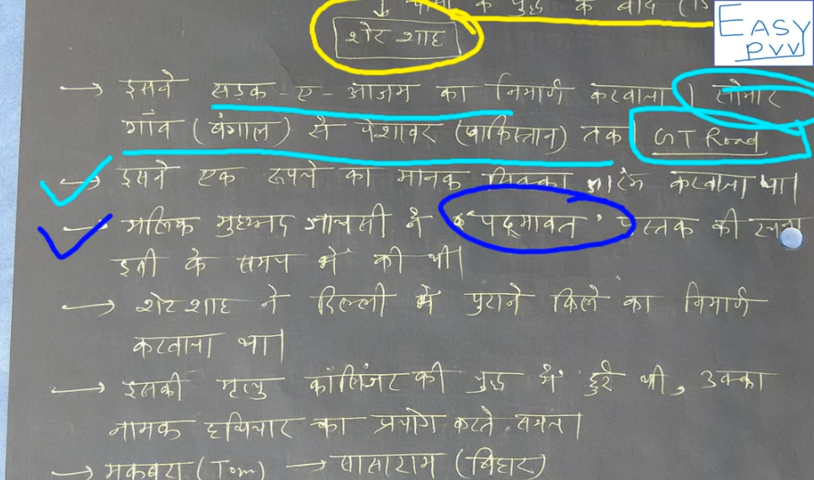 के युद्ध के बाद
EASY
PVV
शेरशाह
→ इसने सड़क-ए-आजम का निमार्ण करवाया। सोनार
गाँव (बंगाल) से पेशावर (पाकिस्तान) तक GT Road
→ इसने एक रूपये का मानक सिक्का करवाया था।
→ मलिक मुहम्मद जायसी ने "पद्मावत" पुस्तक की रचना
इसी के समय में की थी।
→ शेरशाह ने दिल्ली में पुराने किले का निमार्ण
करवाया था।
→ इसकी मृत्यु कालिंजर की युद्ध में हुई थी, उक्का
नामक हथियार का प्रयोग करते समय।
→ मकबरा (Tom) → सासाराम (बिहार)